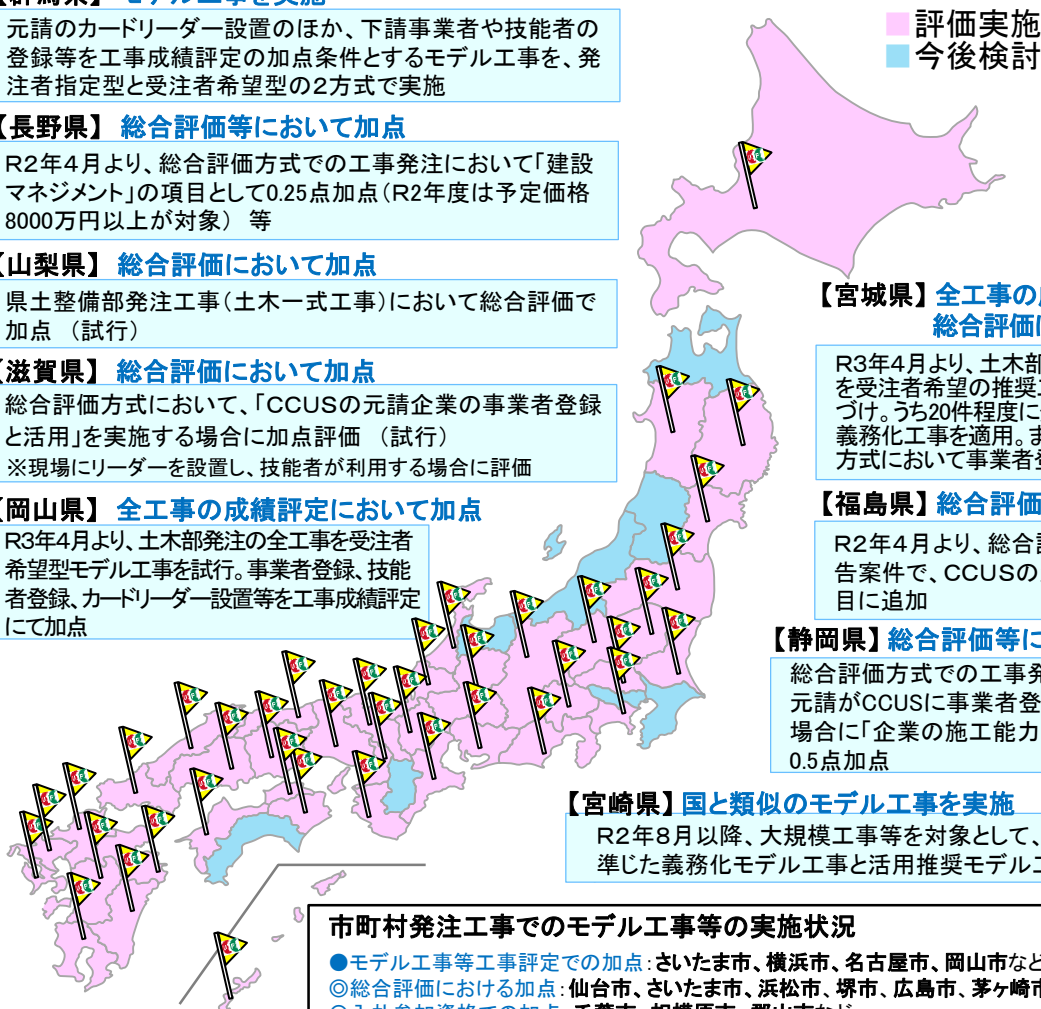 【群馬県】 モデル工事を実施
元請のカードリーダー設置のほか、下請事業者や技能者の
登録等を工事成績評定の加点条件とするモデル工事を、発
注者指定型と受注者希望型の２方式で実施
【長野県】 総合評価等において加点
R2年4月より、総合評価方式での工事発注において「建設
マネジメント」の項目として0.25点加点（R2年度は予定価格
8000万円以上が対象） 等
【山梨県】 総合評価において加点
県土整備部発注工事（土木一式工事）において総合評価で
加点 （試行）
【滋賀県】 総合評価において加点
総合評価方式において、「CCUSの元請企業の事業者登録
と活用」を実施する場合に加点評価 （試行）
※現場にリーダーを設置し、技能者が利用する場合に評価
【岡山県】 全工事の成績評定において加点
R3年4月より、土木部発注の全工事を受注者
希望型モデル工事を試行。事業者登録、技能
者登録、カードリーダー設置等を工事成績評定
にて加点
評価実施
今後検討
【宮城県】 全工事の
総合評価
R3年4月より、土木部
を受注者希望の推奨
づけ。うち20件程度に
義務化工事を適用。ま
方式において事業者登
【福島県】 総合評価
R2年4月より、総合評
告案件で、CCUSの
目に追加
【静岡県】 総合評価等に
総合評価方式での工事発
元請がCCUSに事業者登
場合に「企業の施工能力
0.5点加点
【宮崎県】 国と類似のモデル工事を実施
R2年8月以降、大規模工事等を対象として、
準じた義務化モデル工事と活用推奨モデル工
市町村発注工事でのモデル工事等の実施状況
●モデル工事等工事評定での加点：さいたま市、横浜市、名古屋市、岡山市など
◎総合評価における加点：仙台市、さいたま市、浜松市、堺市、広島市、茅ヶ崎市